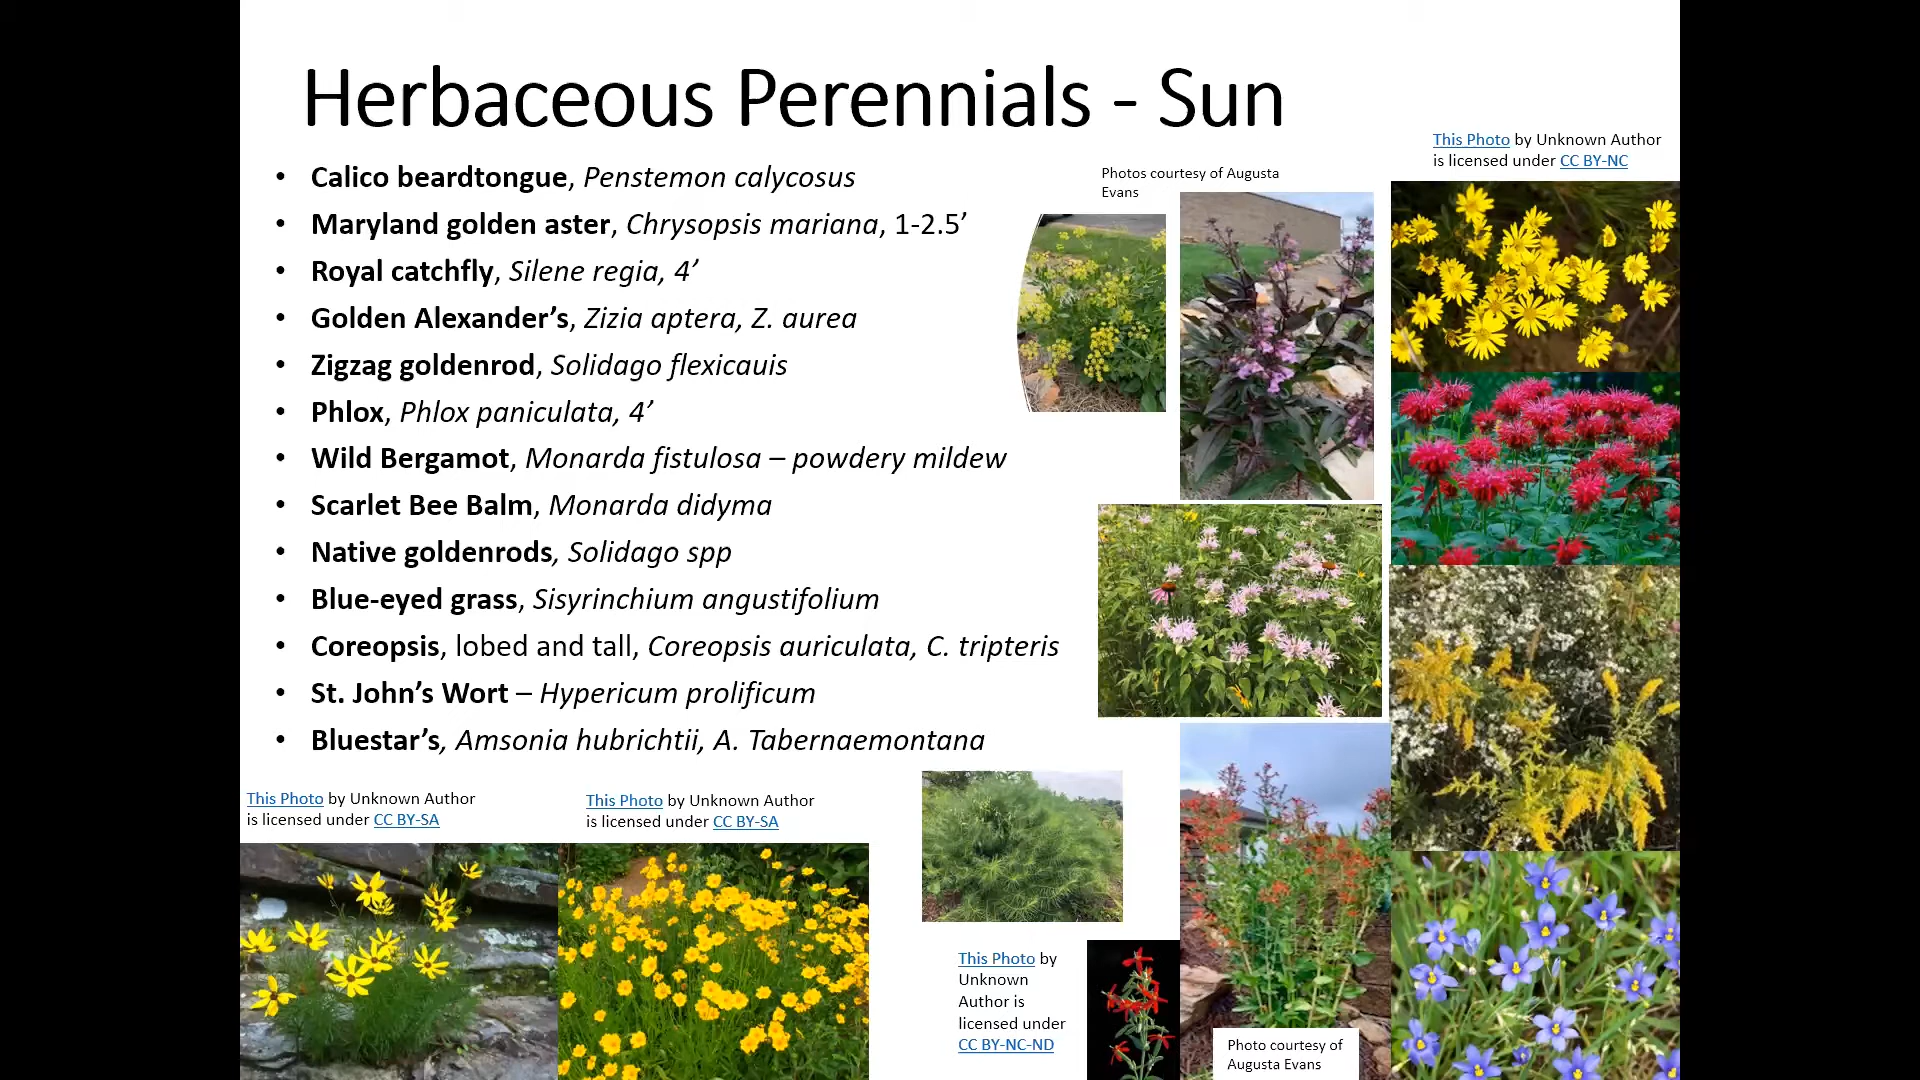 Herbaceous Perennials - Sun
This Photo by Unknown Author
is licensed under CC BY-NC
Photos courtesy of Augusta
Evans
• Calico beardtongue, Penstemon calycosus
• Maryland golden aster, Chrysopsis mariana, 1-2.5’
• Royal catchfly, Silene regia, 4’
• Golden Alexander’s, Zizia aptera, Z. aurea
• Zigzag goldenrod, Solidago flexicauis
• Phlox, Phlox paniculata, 4’
• Wild Bergamot, Monarda fistulosa – powdery mildew
• Scarlet Bee Balm, Monarda didyma
• Native goldenrods, Solidago spp
• Blue-eyed grass, Sisyrinchium angustifolium
• Coreopsis, lobed and tall, Coreopsis auriculata, C. tripteris
• St. John’s Wort – Hypericum prolificum
• Bluestar’s, Amsonia hubrichtii, A. Tabernaemontana
This Photo by Unknown Author
is licensed under CC BY-SA
This Photo by Unknown Author
is licensed under CC BY-SA
This Photo by
Unknown
Author is
licensed under
CC BY-NC-ND
Photo courtesy of
Augusta Evans